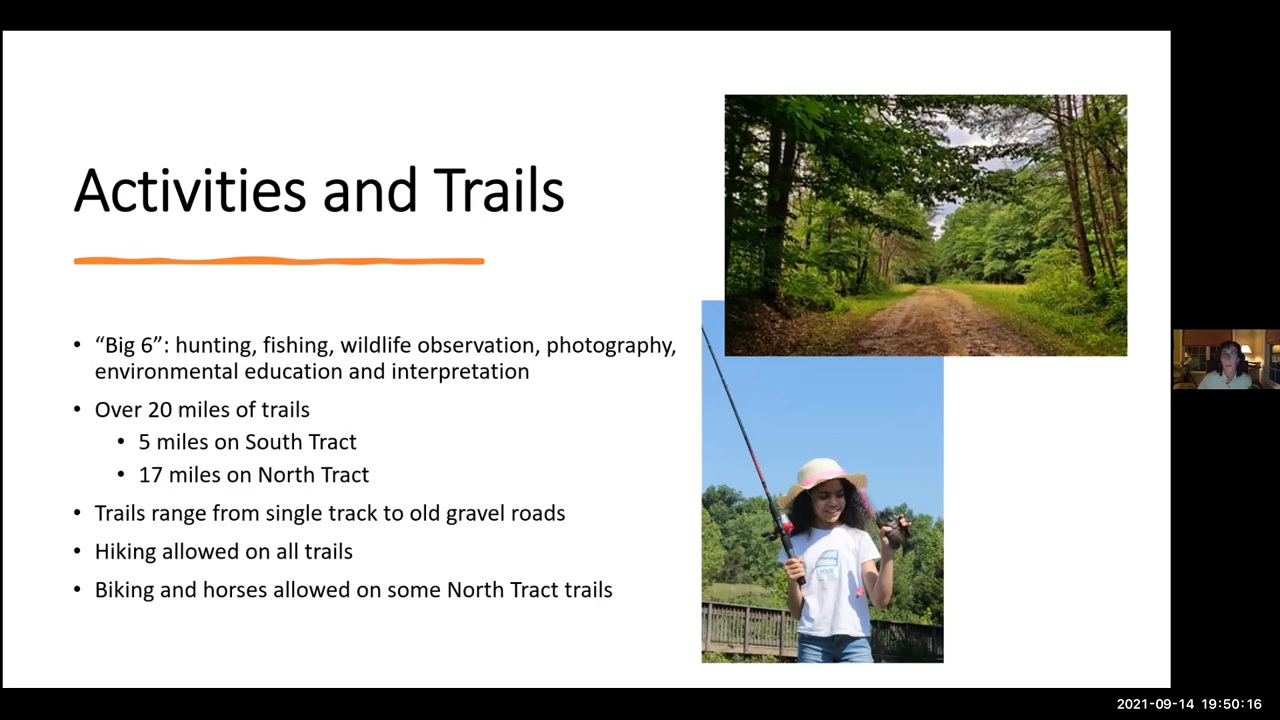 Activities and Trails
• “Big 6”: hunting, fishing, wildlife observation, photography,
environmental education and interpretation
• Over 20 miles of trails
• 5 miles on South Tract
• 17 miles on North Tract
• Trails range from single track to old gravel roads
• Hiking allowed on all trails
• Biking and horses allowed on some North Tract trails
2021-09-14 19:50:16